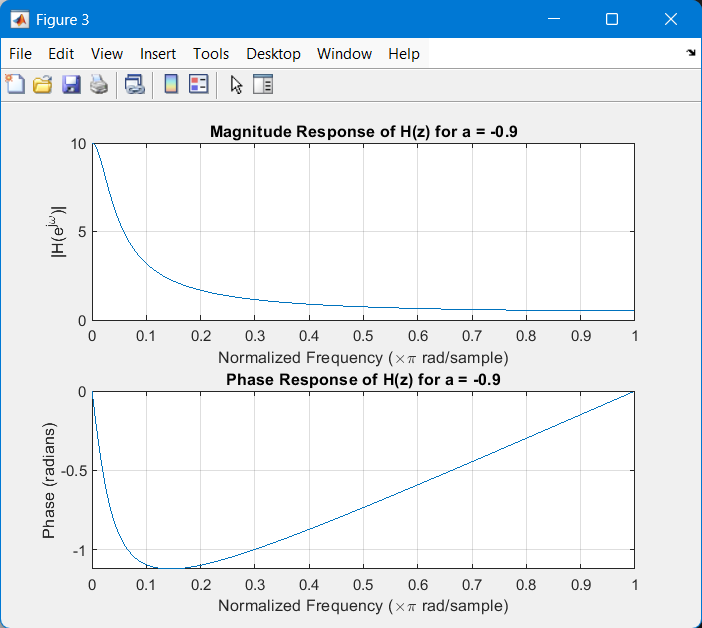 Figure 3
File Edit View Insert Tools Desktop Window Help
Magnitude Response of H(z) for a = -0.9
|H(e^{jω})|
10
5
0
0 0.1 0.2 0.3 0.4 0.5 0.6 0.7 0.8 0.9 1
Normalized Frequency (×π rad/sample)
Phase Response of H(z) for a = -0.9
Phase (radians)
0
-0.5
-1
0 0.1 0.2 0.3 0.4 0.5 0.6 0.7 0.8 0.9 1
Normalized Frequency (×π rad/sample)